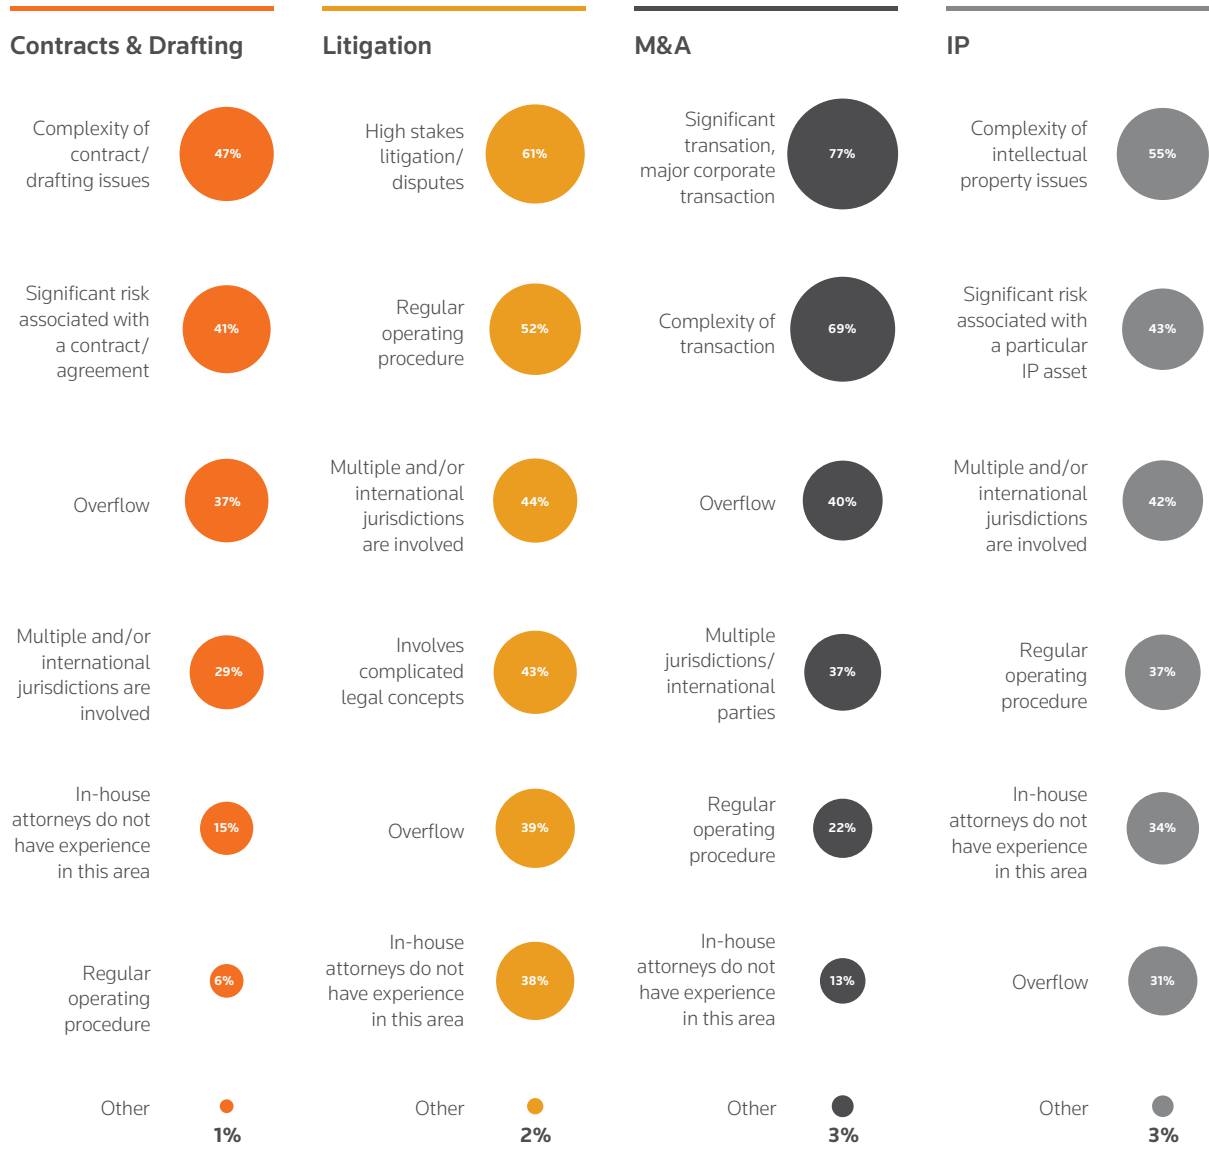 Contracts & Drafting
Complexity of
contract/
drafting issues
47%
Significant risk
associated with
a contract/
agreement
41%
Overflow
37%
Multiple and/or
international
jurisdictions are
involved
29%
In-house
attorneys do not
have experience
in this area
15%
Regular
operating
procedure
6%
Other
1%
Litigation
High stakes
litigation/
disputes
61%
Regular
operating
procedure
52%
Multiple and/or
international
jurisdictions
are involved
44%
Involves
complicated
legal concepts
43%
Overflow
39%
In-house
attorneys do not
have experience
in this area
38%
Other
2%
M&A
Significant
transation,
major corporate
transaction
77%
Complexity of
transaction
69%
Overflow
40%
Multiple
jurisdictions/
international
parties
37%
Regular
operating
procedure
22%
In-house
attorneys do not
have experience
in this area
13%
Other
3%
IP
Complexity of
intellectual
property issues
55%
Significant risk
associated with
a particular
IP asset
43%
Multiple and/or
international
jurisdictions
are involved
42%
Regular
operating
procedure
37%
In-house
attorneys do not
have experience
in this area
34%
Overflow
31%
Other
3%